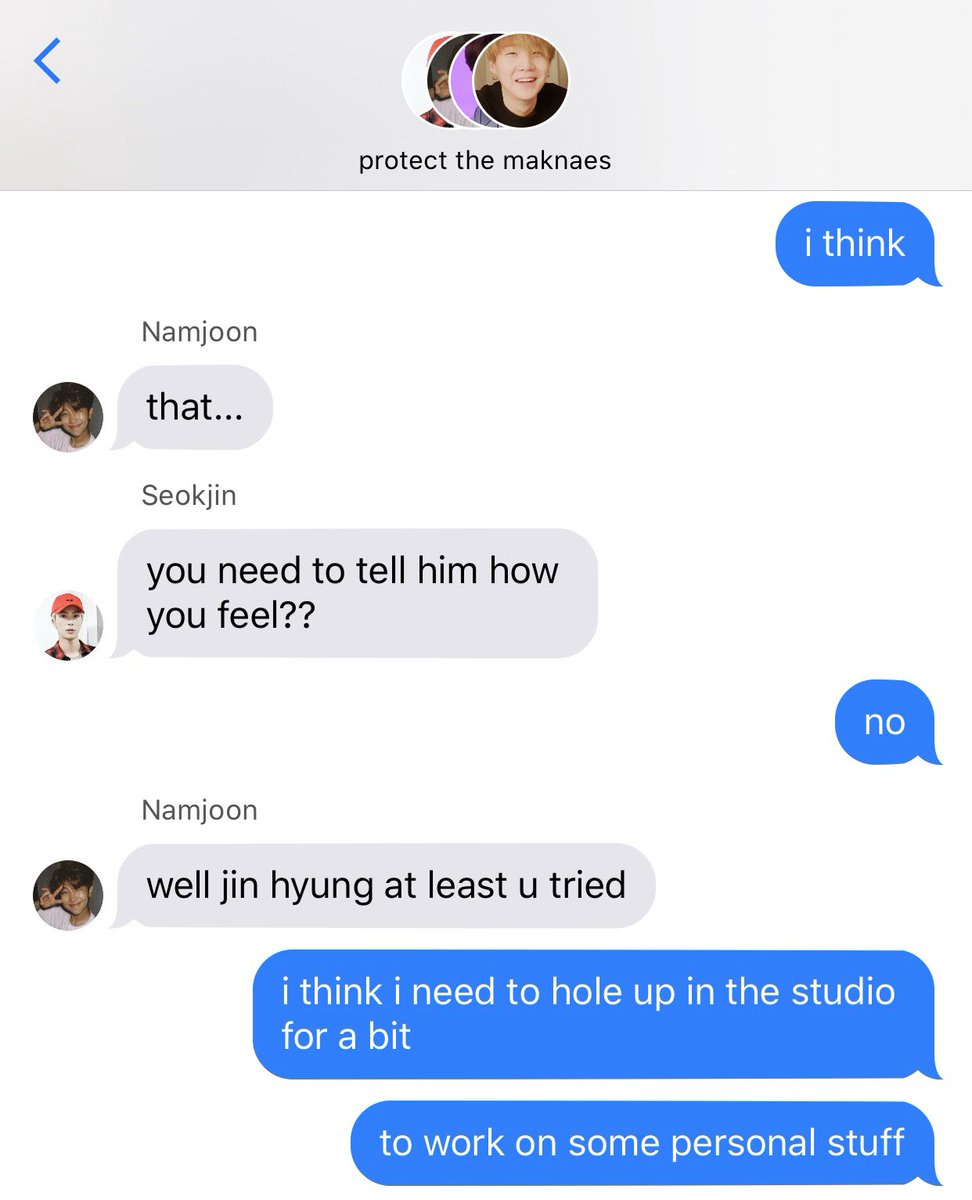 protect the maknaes
i think
Namjoon
that...
Seokjin
you need to tell him how
you feel??
no
Namjoon
well jin hyung at least u tried
i think i need to hole up in the studio
for a bit
to work on some personal stuff